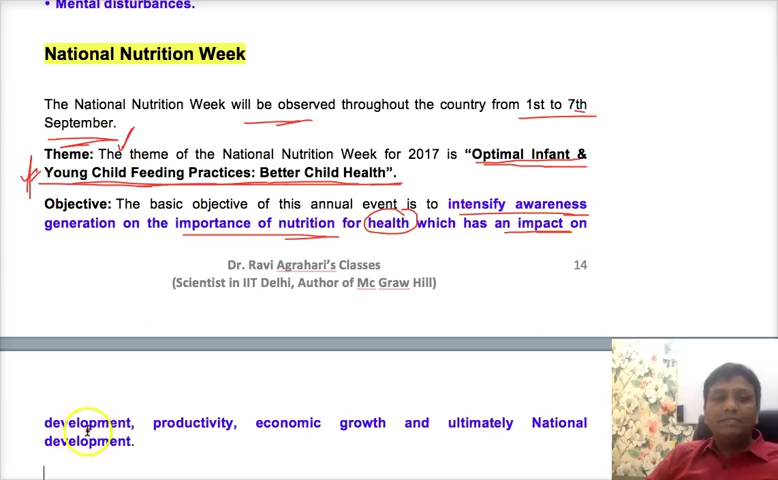 • Mental disturbances.
National Nutrition Week
The National Nutrition Week will be observed throughout the country from 1st to 7th
September.
Theme: The theme of the National Nutrition Week for 2017 is “Optimal Infant &
Young Child Feeding Practices: Better Child Health”.
Objective: The basic objective of this annual event is to intensify awareness
generation on the importance of nutrition for health which has an impact on
Dr. Ravi Agrahari’s Classes
14
(Scientist in IIT Delhi, Author of Mc Graw Hill)
development, productivity, economic growth and ultimately National
development.